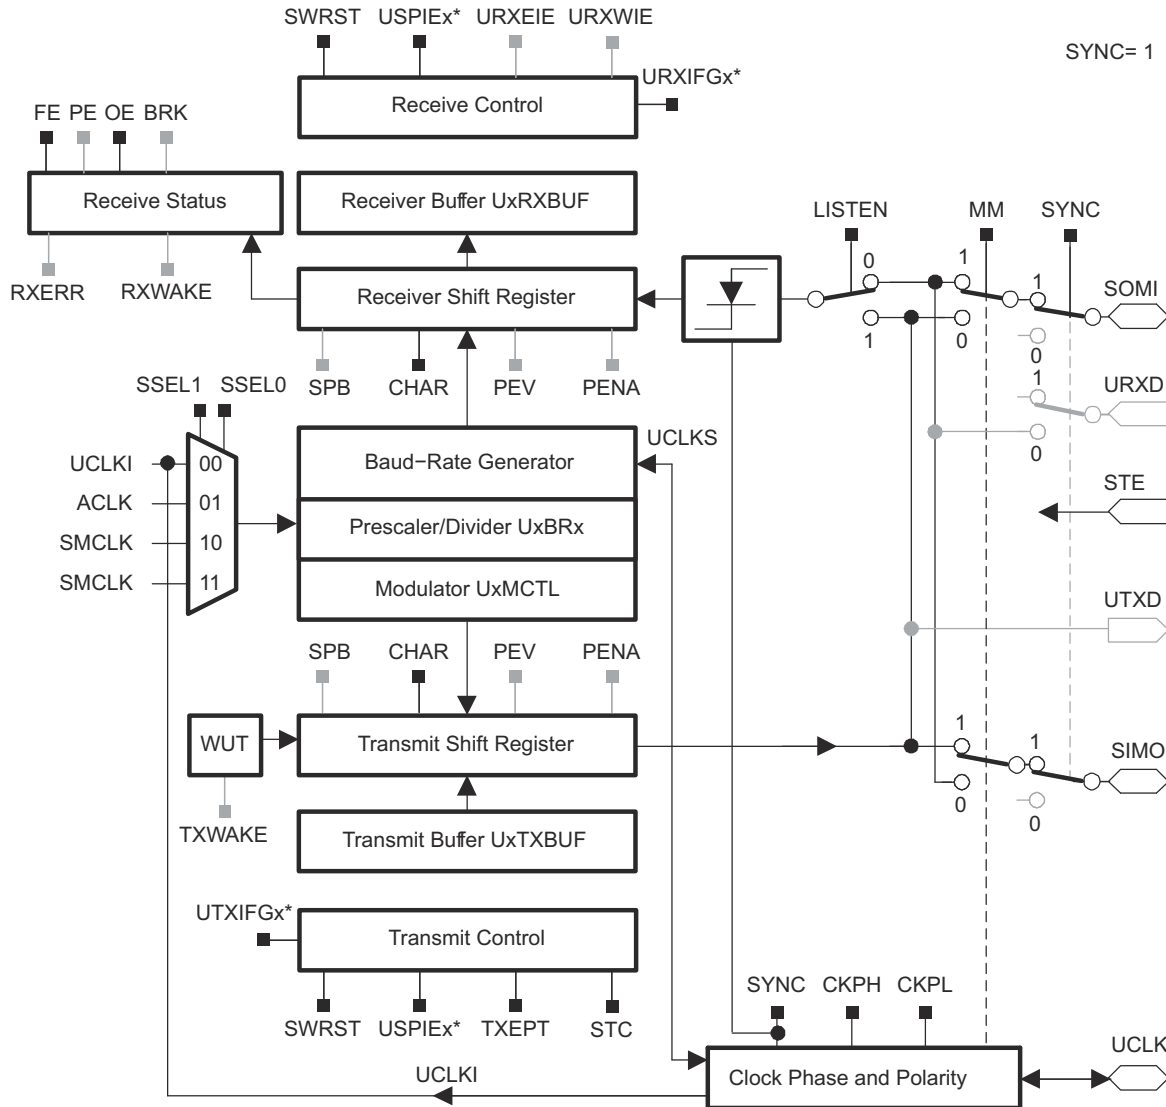 SWRST USPIEx* URXEIE URXWIE
SYNC= 1
URXIFGx*
Receive Control
FE PE OE BRK
Receive Status
Receiver Buffer UxRXBUF
LISTEN MM SYNC
0 1 1
RXERR RXWAKE
Receiver Shift Register
SOMI
1 0 0
SPB CHAR PEV PENA
SSEL1 SSEL0
1
URXD
UCLKS
0
UCLKI 00
Baud−Rate Generator
ACLK 01
STE
Prescaler/Divider UxBRx
SMCLK 10
SMCLK 11
Modulator UxMCTL
UTXD
SPB CHAR PEV PENA
WUT
Transmit Shift Register
1 1
SIMO
0 0
TXWAKE
Transmit Buffer UxTXBUF
UTXIFGx*
Transmit Control
SWRST USPIEx* TXEPT STC
SYNC CKPH CKPL
UCLKI
Clock Phase and Polarity
UCLK